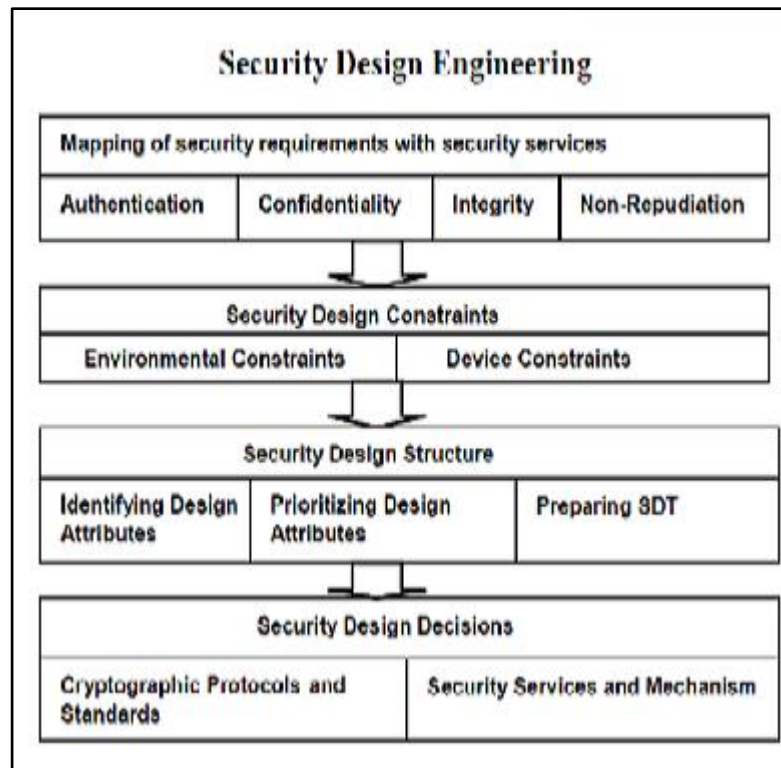 Security Design Engineering
Mapping of security requirements with security services
Authentication
Confidentiality
Integrity
Non-Repudiation
Security Design Constraints
Environmental Constraints
Device Constraints
Security Design Structure
Identifying Design
Attributes
Prioritizing Design
Attributes
Preparing SDT
Security Design Decisions
Cryptographic Protocols and
Standards
Security Services and Mechanism